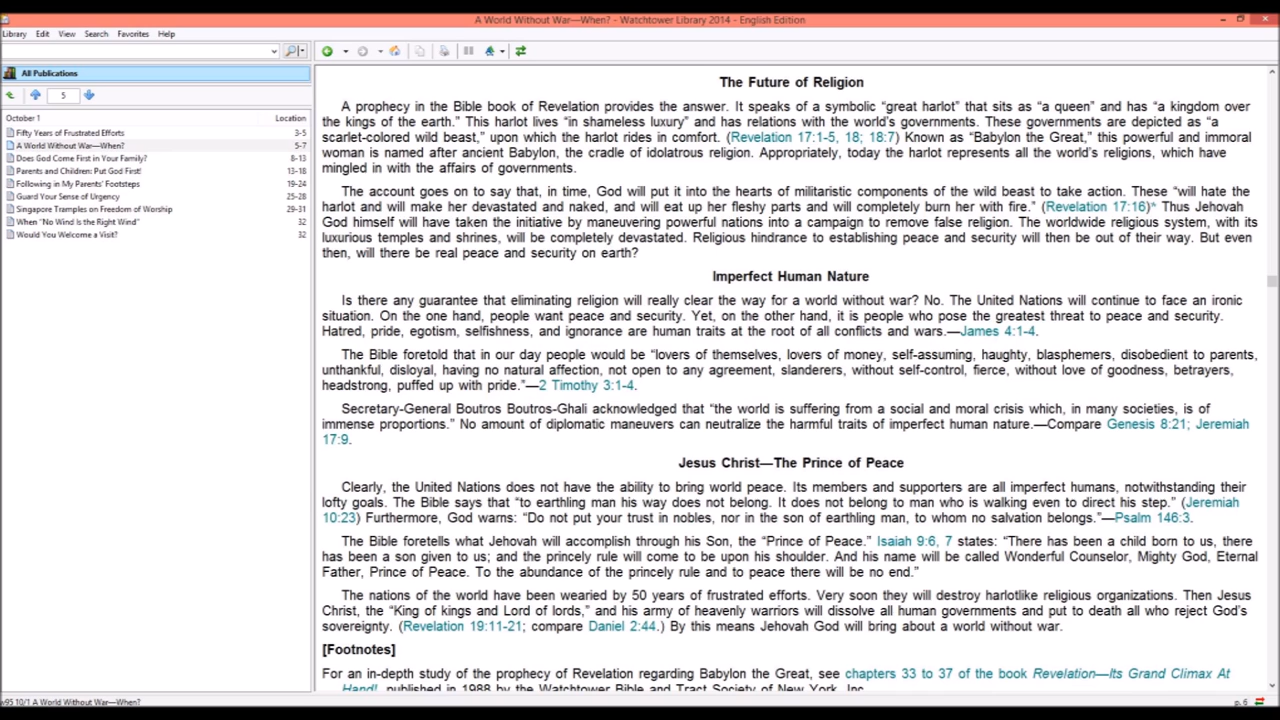 A World Without War—When? - Watchtower Library 2014 - English Edition
Library Edit View Search Favorites Help
All Publications
5
October 1 Location
Fifty Years of Frustrated Efforts 3-5
A World Without War—When? 5-7
Does God Come First in Your Family? 8-13
Parents and Children: Put God First! 13-18
Following in My Parents' Footsteps 19-24
Guard Your Sense of Urgency 25-28
Singapore Tramples on Freedom of Worship 29-31
When "No Wind Is the Right Wind" 32
Would You Welcome a Visit? 32
The Future of Religion
A prophecy in the Bible book of Revelation provides the answer. It speaks of a symbolic “great harlot” that sits as “a queen” and has “a kingdom over
the kings of the earth.” This harlot lives “in shameless luxury” and has relations with the world’s governments. These governments are depicted as “a
scarlet-colored wild beast,” upon which the harlot rides in comfort. (Revelation 17:1-5, 18; 18:7) Known as “Babylon the Great,” this powerful and immoral
woman is named after ancient Babylon, the cradle of idolatrous religion. Appropriately, today the harlot represents all the world’s religions, which have
mingled in with the affairs of governments.
The account goes on to say that, in time, God will put it into the hearts of militaristic components of the wild beast to take action. These “will hate the
harlot and will make her devastated and naked, and will eat up her fleshy parts and will completely burn her with fire.” (Revelation 17:16)* Thus Jehovah
God himself will have taken the initiative by maneuvering powerful nations into a campaign to remove false religion. The worldwide religious system, with its
luxurious temples and shrines, will be completely devastated. Religious hindrance to establishing peace and security will then be out of their way. But even
then, will there be real peace and security on earth?
Imperfect Human Nature
Is there any guarantee that eliminating religion will really clear the way for a world without war? No. The United Nations will continue to face an ironic
situation. On the one hand, people want peace and security. Yet, on the other hand, it is people who pose the greatest threat to peace and security.
Hatred, pride, egotism, selfishness, and ignorance are human traits at the root of all conflicts and wars.—James 4:1-4.
The Bible foretold that in our day people would be “lovers of themselves, lovers of money, self-assuming, haughty, blasphemers, disobedient to parents,
unthankful, disloyal, having no natural affection, not open to any agreement, slanderers, without self-control, fierce, without love of goodness, betrayers,
headstrong, puffed up with pride.”—2 Timothy 3:1-4.
Secretary-General Boutros Boutros-Ghali acknowledged that “the world is suffering from a social and moral crisis which, in many societies, is of
immense proportions.” No amount of diplomatic maneuvers can neutralize the harmful traits of imperfect human nature.—Compare Genesis 8:21; Jeremiah
17:9.
Jesus Christ—The Prince of Peace
Clearly, the United Nations does not have the ability to bring world peace. Its members and supporters are all imperfect humans, notwithstanding their
lofty goals. The Bible says that “to earthling man his way does not belong. It does not belong to man who is walking even to direct his step.” (Jeremiah
10:23) Furthermore, God warns: “Do not put your trust in nobles, nor in the son of earthling man, to whom no salvation belongs.”—Psalm 146:3.
The Bible foretells what Jehovah will accomplish through his Son, the “Prince of Peace.” Isaiah 9:6, 7 states: “There has been a child born to us, there
has been a son given to us; and the princely rule will come to be upon his shoulder. And his name will be called Wonderful Counselor, Mighty God, Eternal
Father, Prince of Peace. To the abundance of the princely rule and to peace there will be no end.”
The nations of the world have been wearied by 50 years of frustrated efforts. Very soon they will destroy harlotlike religious organizations. Then Jesus
Christ, the “King of kings and Lord of lords,” and his army of heavenly warriors will dissolve all human governments and put to death all who reject God’s
sovereignty. (Revelation 19:11-21; compare Daniel 2:44.) By this means Jehovah God will bring about a world without war.
[Footnotes]
For an in-depth study of the prophecy of Revelation regarding Babylon the Great, see chapters 33 to 37 of the book Revelation—Its Grand Climax At
Hand!, published in 1988 by the Watchtower Bible and Tract Society of New York, Inc.
w95 10/1 A World Without War—When? p. 6